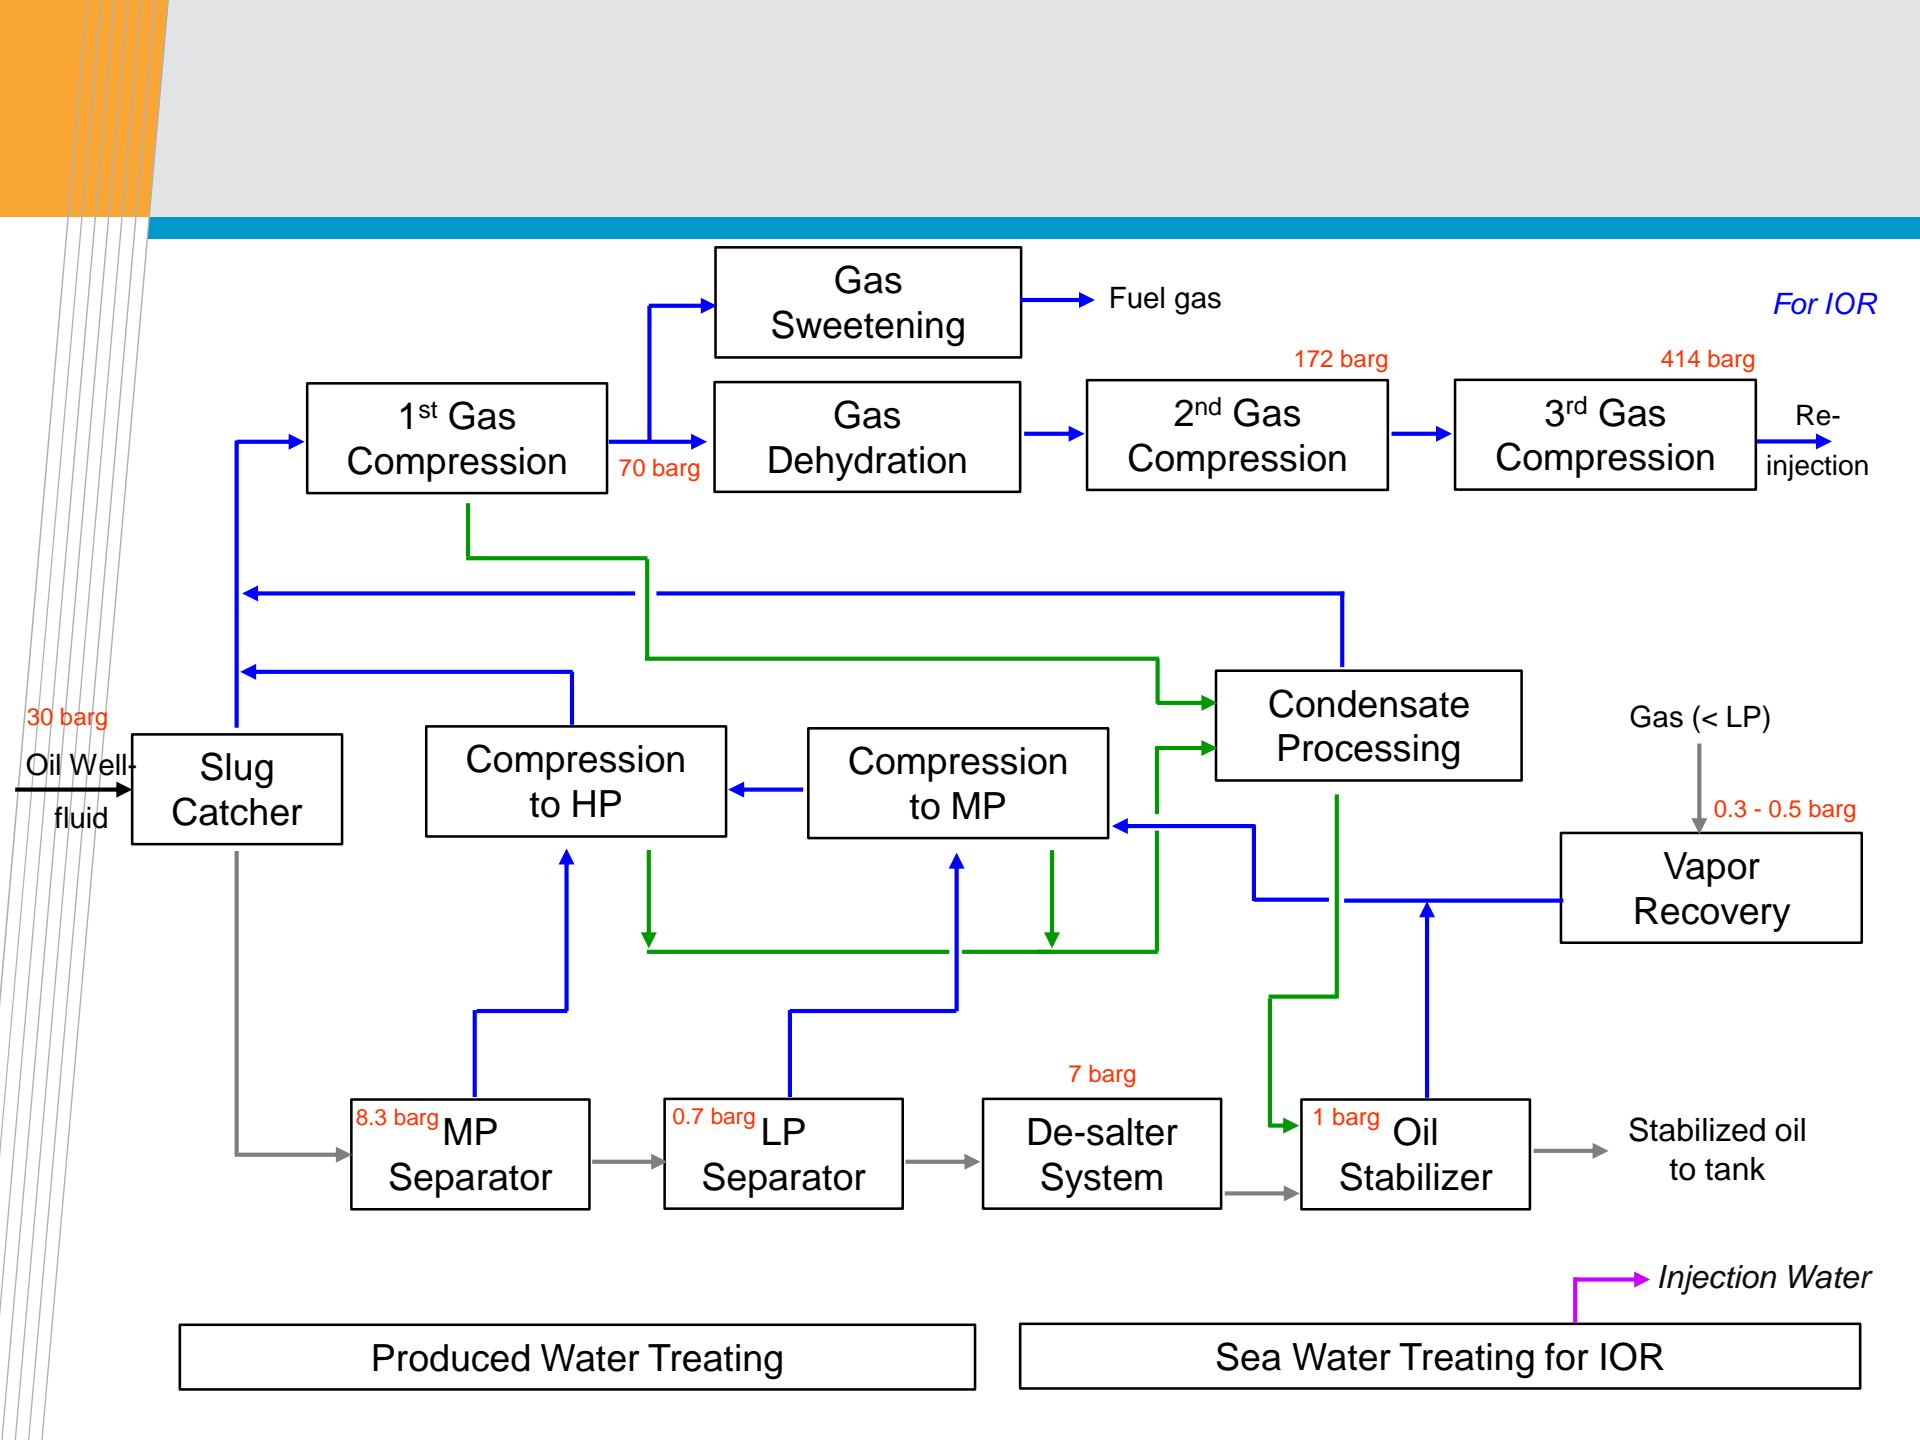 Gas
Sweetening
Fuel gas
For IOR
172 barg
414 barg
1st Gas
Compression
70 barg
Gas
Dehydration
2nd Gas
Compression
3rd Gas
Compression
Re-
injection
30 barg
Oil Well-
fluid
Slug
Catcher
Compression
to HP
Compression
to MP
Condensate
Processing
Gas (< LP)
0.3 - 0.5 barg
Vapor
Recovery
8.3 barg
MP
Separator
0.7 barg
LP
Separator
7 barg
De-salter
System
1 barg
Oil
Stabilizer
Stabilized oil
to tank
Injection Water
Produced Water Treating
Sea Water Treating for IOR